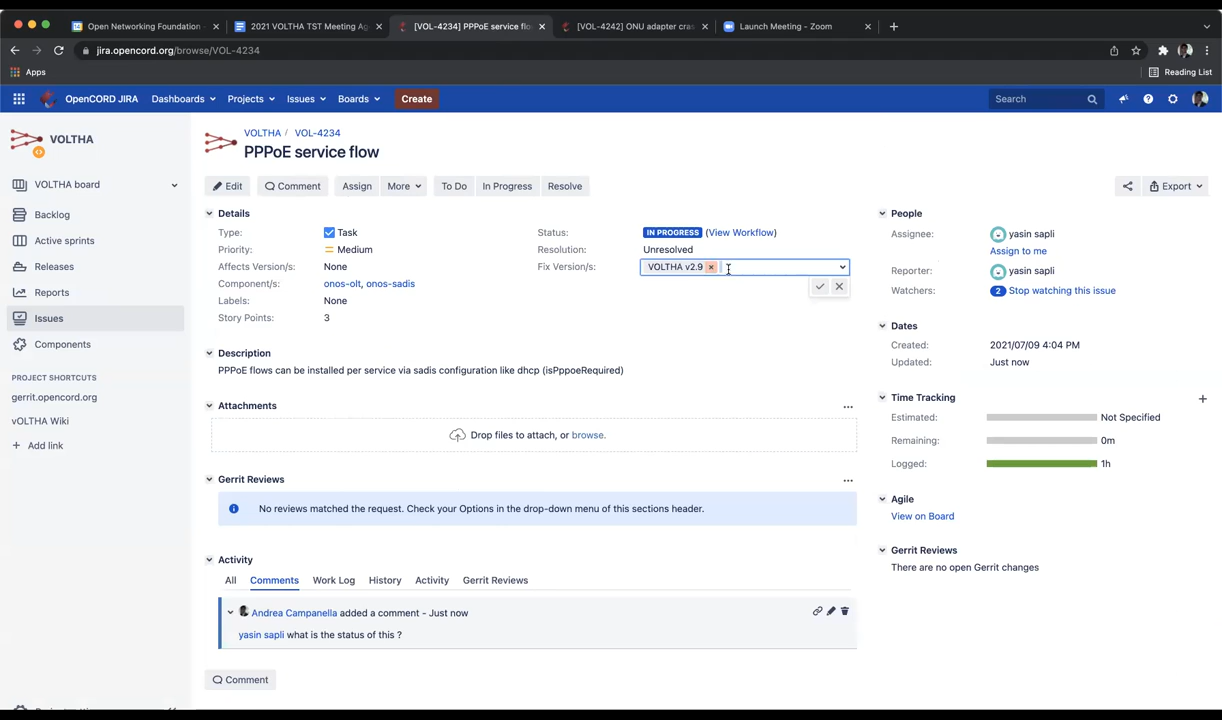 Open Networking Foundation -
2021 VOLTHA TST Meeting Ag
[VOL-4234] PPPoE service flo
[VOL-4242] ONU adapter cras
Launch Meeting - Zoom
jira.opencord.org/browse/VOL-4234
Apps
Reading List
OpenCORD JIRA
Dashboards
Projects
Issues
Boards
Create
Search
VOLTHA
VOLTHA board
Backlog
Active sprints
Releases
Reports
Issues
Components
PROJECT SHORTCUTS
gerrit.opencord.org
vOLTHA Wiki
Add link
VOLTHA / VOL-4234
PPPoE service flow
Edit
Comment
Assign
More
To Do
In Progress
Resolve
Export
Details
Type: Task
Priority: Medium
Affects Version/s: None
Component/s: onos-olt, onos-sadis
Labels: None
Story Points: 3
Status: IN PROGRESS (View Workflow)
Resolution: Unresolved
Fix Version/s: VOLTHA v2.9
Description
PPPoE flows can be installed per service via sadis configuration like dhcp (isPppoeRequired)
Attachments
Drop files to attach, or browse.
Gerrit Reviews
No reviews matched the request. Check your Options in the drop-down menu of this sections header.
Activity
All Comments Work Log History Activity Gerrit Reviews
Andrea Campanella added a comment - Just now
yasin sapli what is the status of this ?
Comment
People
Assignee: yasin sapli
Assign to me
Reporter: yasin sapli
Watchers: 2 Stop watching this issue
Dates
Created: 2021/07/09 4:04 PM
Updated: Just now
Time Tracking
Estimated: Not Specified
Remaining: 0m
Logged: 1h
Agile
View on Board
Gerrit Reviews
There are no open Gerrit changes